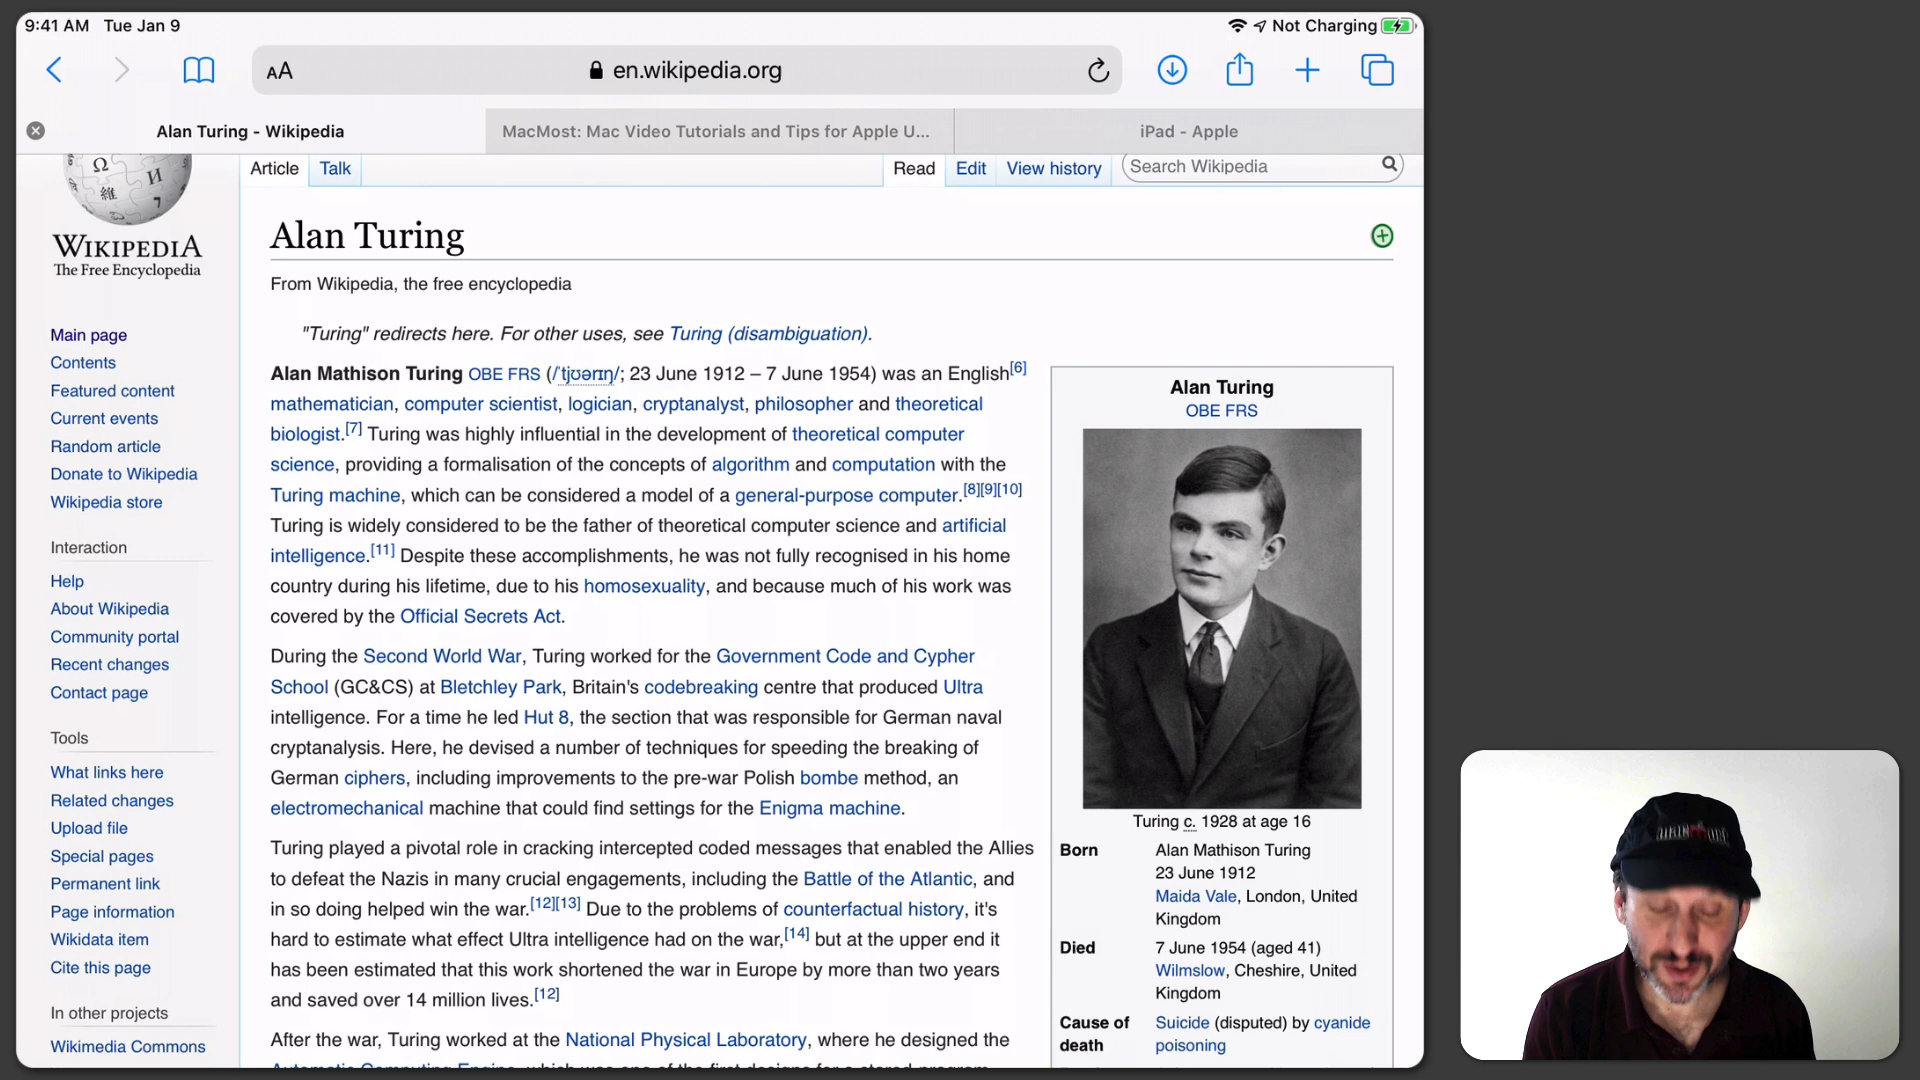 9:41 AM Tue Jan 9
Not Charging
AA en.wikipedia.org
Alan Turing - Wikipedia
MacMost: Mac Video Tutorials and Tips for Apple U...
iPad - Apple
Ω И
維 7
WIKIPEDIA
The Free Encyclopedia
Main page
Contents
Featured content
Current events
Random article
Donate to Wikipedia
Wikipedia store
Interaction
Help
About Wikipedia
Community portal
Recent changes
Contact page
Tools
What links here
Related changes
Upload file
Special pages
Permanent link
Page information
Wikidata item
Cite this page
In other projects
Wikimedia Commons
Article Talk
Read Edit View history
Search Wikipedia
Alan Turing
From Wikipedia, the free encyclopedia
"Turing" redirects here. For other uses, see Turing (disambiguation).
Alan Mathison Turing OBE FRS (/ˈtjʊərɪŋ/; 23 June 1912 – 7 June 1954) was an English[6]
mathematician, computer scientist, logician, cryptanalyst, philosopher and theoretical
biologist.[7] Turing was highly influential in the development of theoretical computer
science, providing a formalisation of the concepts of algorithm and computation with the
Turing machine, which can be considered a model of a general-purpose computer.[8][9][10]
Turing is widely considered to be the father of theoretical computer science and artificial
intelligence.[11] Despite these accomplishments, he was not fully recognised in his home
country during his lifetime, due to his homosexuality, and because much of his work was
covered by the Official Secrets Act.
During the Second World War, Turing worked for the Government Code and Cypher
School (GC&CS) at Bletchley Park, Britain's codebreaking centre that produced Ultra
intelligence. For a time he led Hut 8, the section that was responsible for German naval
cryptanalysis. Here, he devised a number of techniques for speeding the breaking of
German ciphers, including improvements to the pre-war Polish bombe method, an
electromechanical machine that could find settings for the Enigma machine.
Turing played a pivotal role in cracking intercepted coded messages that enabled the Allies
to defeat the Nazis in many crucial engagements, including the Battle of the Atlantic, and
in so doing helped win the war.[12][13] Due to the problems of counterfactual history, it's
hard to estimate what effect Ultra intelligence had on the war,[14] but at the upper end it
has been estimated that this work shortened the war in Europe by more than two years
and saved over 14 million lives.[12]
After the war, Turing worked at the National Physical Laboratory, where he designed the
Automatic Computing Engine, which was one of the first designs for a stored-program
Alan Turing
OBE FRS
Turing c. 1928 at age 16
Born Alan Mathison Turing
23 June 1912
Maida Vale, London, United
Kingdom
Died 7 June 1954 (aged 41)
Wilmslow, Cheshire, United
Kingdom
Cause of Suicide (disputed) by cyanide
death poisoning